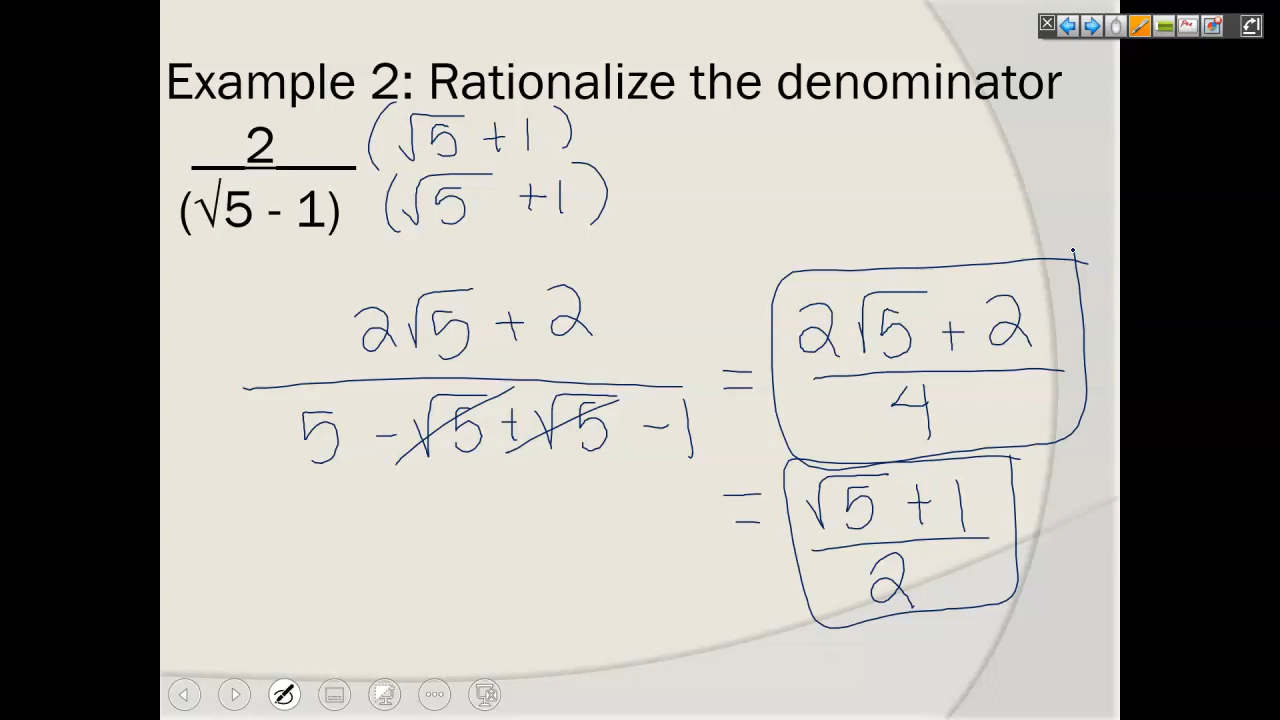 Example 2: Rationalize the denominator
2 (√5 + 1)
(√5 - 1) (√5 + 1)
2√5 + 2 = 2√5 + 2
5 - √5 + √5 - 1 4
= √5 + 1
2